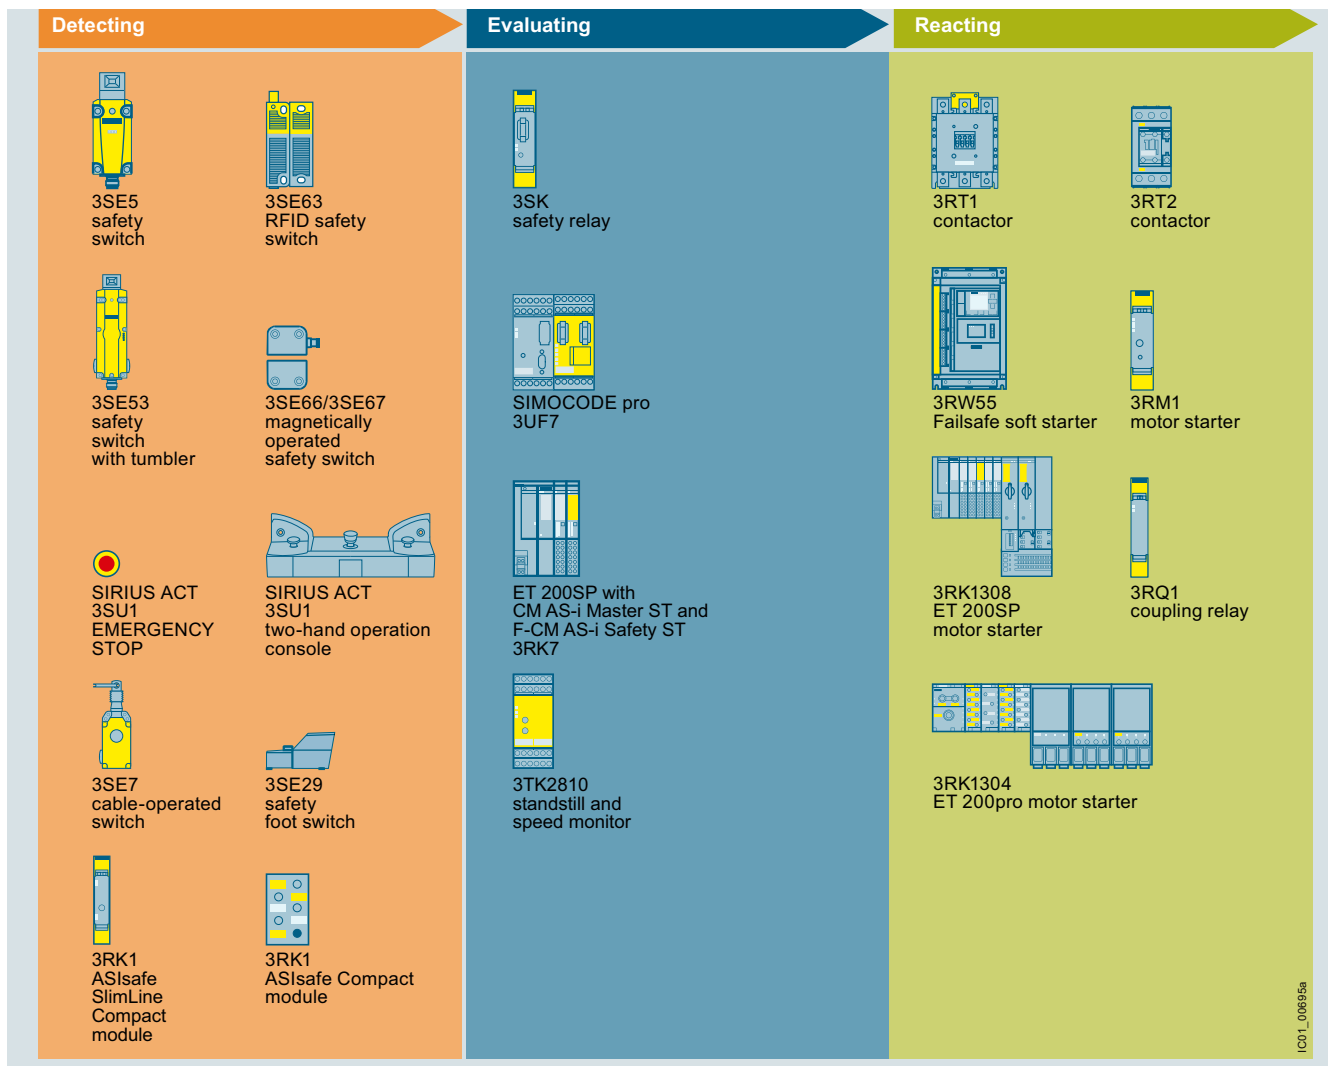 Detecting
Evaluating
Reacting
3SE5
safety
switch
3SE63
RFID safety
switch
3SE53
safety
switch
with tumbler
3SE66/3SE67
magnetically
operated
safety switch
SIRIUS ACT
3SU1
EMERGENCY
STOP
SIRIUS ACT
3SU1
two-hand operation
console
3SE7
cable-operated
switch
3SE29
safety
foot switch
3RK1
ASIsafe
SlimLine
Compact
module
3RK1
ASIsafe Compact
module
3SK
safety relay
SIMOCODE pro
3UF7
ET 200SP with
CM AS-i Master ST and
F-CM AS-i Safety ST
3RK7
3TK2810
standstill and
speed monitor
3RT1
contactor
3RT2
contactor
3RW55
Failsafe soft starter
3RM1
motor starter
3RK1308
ET 200SP
motor starter
3RQ1
coupling relay
3RK1304
ET 200pro motor starter
IC01_00695a